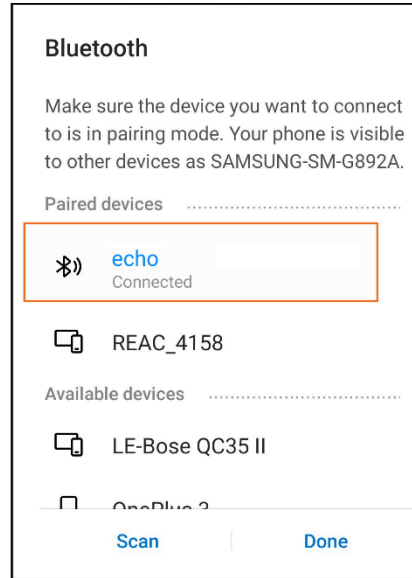 Bluetooth
Make sure the device you want to connect
to is in pairing mode. Your phone is visible
to other devices as SAMSUNG-SM-G892A.
Paired devices
echo
Connected
REAC_4158
Available devices
LE-Bose QC35 II
OnePlus 3
Scan Done